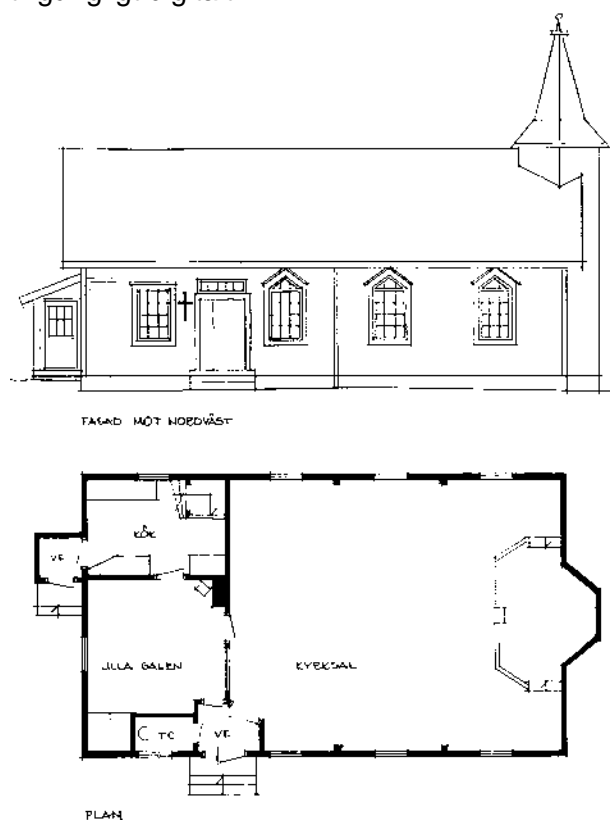 FASAD MOT NORDVÄST
KÖK
VF
LILLA SALEN
KYRKSAL
TC
VF
PLAN